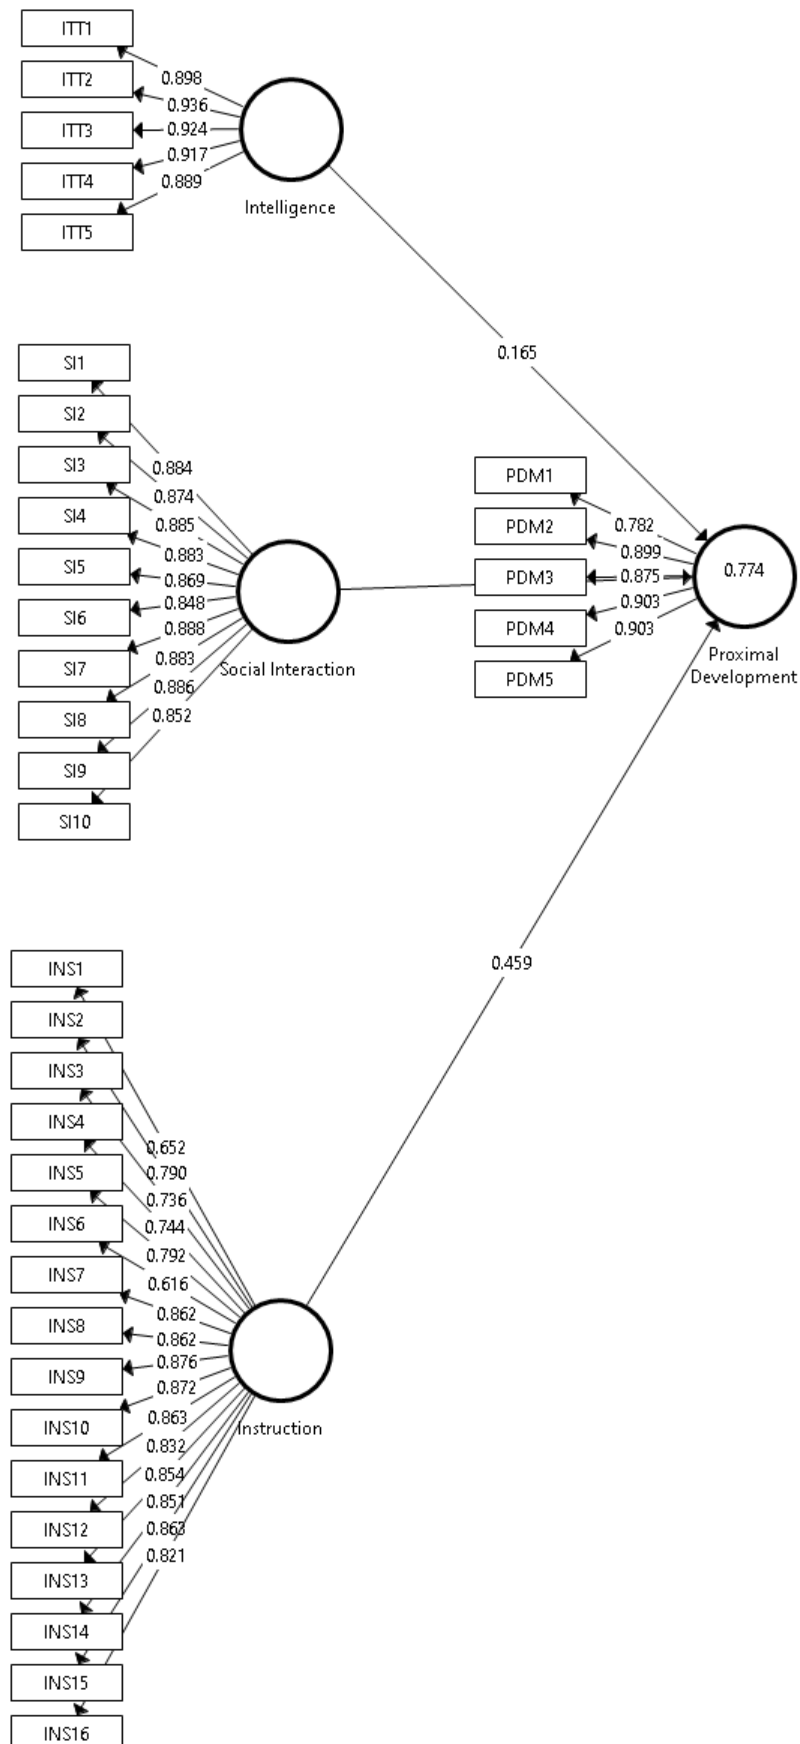 ITT1
ITT2
ITT3
ITT4
ITT5
0.898
0.936
0.924
0.917
0.889
Intelligence
0.165
SI1
SI2
SI3
SI4
SI5
SI6
SI7
SI8
SI9
SI10
0.884
0.874
0.885
0.883
0.869
0.848
0.888
0.883
0.886
0.852
Social Interaction
PDM1
PDM2
PDM3
PDM4
PDM5
0.782
0.899
0.875
0.903
0.903
0.774
Proximal
Development
0.459
INS1
INS2
INS3
INS4
INS5
INS6
INS7
INS8
INS9
INS10
INS11
INS12
INS13
INS14
INS15
INS16
0.652
0.790
0.736
0.744
0.792
0.616
0.862
0.862
0.876
0.872
0.863
0.832
0.854
0.851
0.863
0.821
Instruction